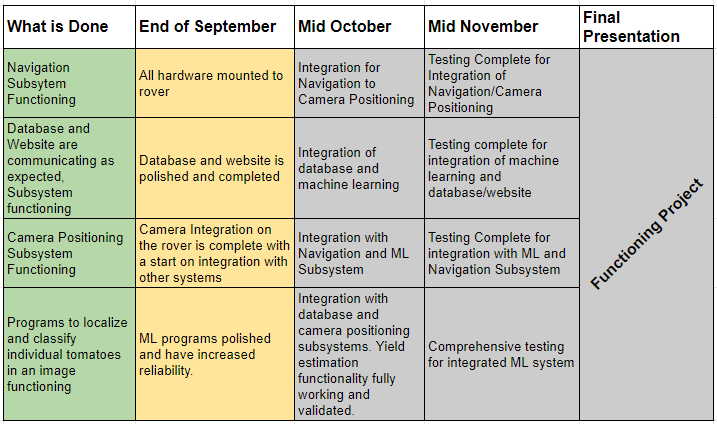 What is Done
End of September
Mid October
Mid November
Final
Presentation
Navigation
Subsytem
Functioning
All hardware mounted to
rover
Integration for
Navigation to
Camera Positioning
Testing Complete for
Integration of
Navigation/Camera
Positioning
Database and
Website are
communicating as
expected,
Subsystem
functioning
Database and website is
polished and completed
Integration of
database and
machine learning
Testing complete for
integration of machine
learning and
database/website
Camera Positioning
Subsystem
Functioning
Camera Integration on
the rover is complete with
a start on integration with
other systems
Integration with
Navigation and ML
Subsystem
Testing Complete for
integration with ML and
Navigation Subsystem
Programs to localize
and classify
individual tomatoes
in an image
functioning
ML programs polished
and have increased
reliability.
Integration with
database and
camera positioning
subsystems. Yield
estimation
functionality fully
working and
validated.
Comprehensive testing
for integrated ML system
Functioning Project